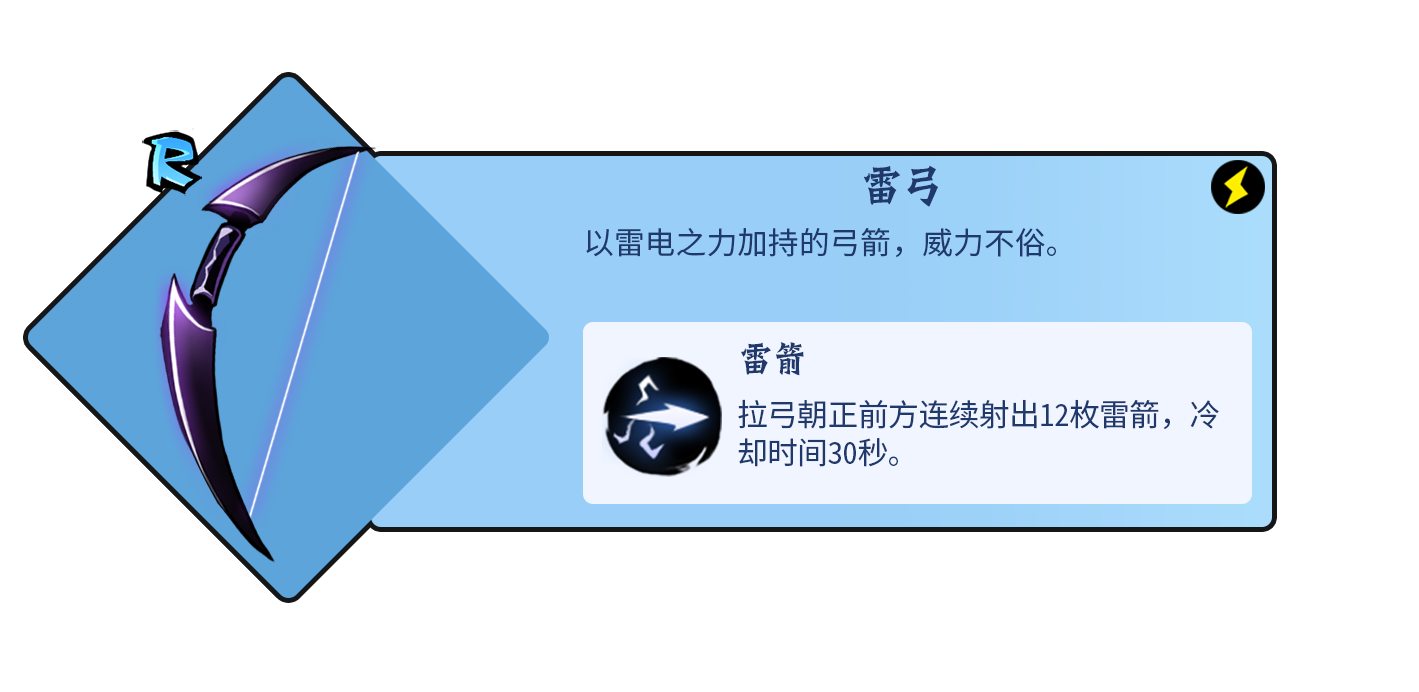 R
雷弓
以雷电之力加持的弓箭，威力不俗。
雷箭
拉弓朝正前方连续射出12枚雷箭，冷
却时间30秒。